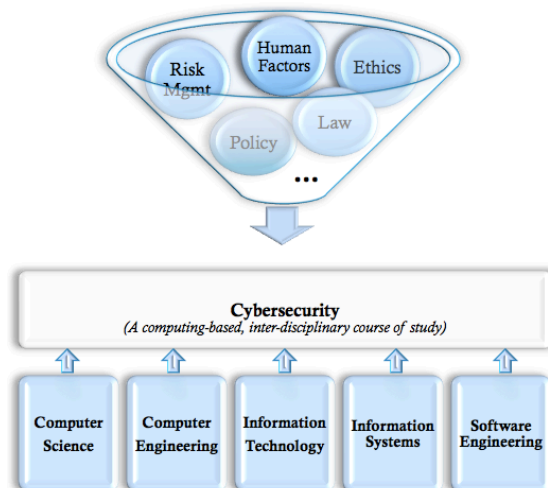 Human
Factors
Risk
Mgmt
Ethics
Policy
Law
...
Cybersecurity
(A computing-based, inter-disciplinary course of study)
Computer
Science
Computer
Engineering
Information
Technology
Information
Systems
Software
Engineering